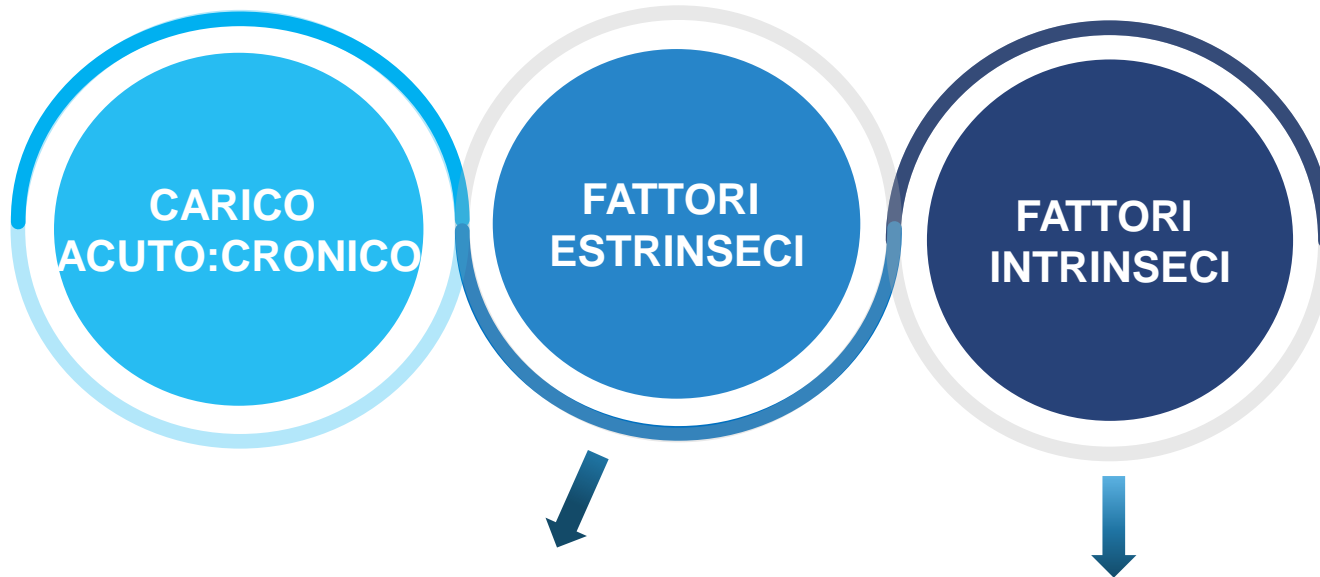 CARICO
ACUTO:CRONICO
FATTORI
ESTRINSECI
FATTORI
INTRINSECI